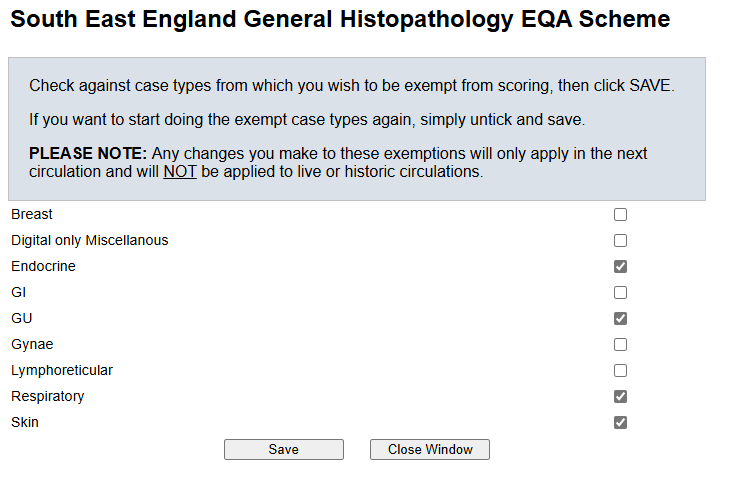 South East England General Histopathology EQA Scheme
Check against case types from which you wish to be exempt from scoring, then click SAVE.
If you want to start doing the exempt case types again, simply untick and save.
PLEASE NOTE: Any changes you make to these exemptions will only apply in the next
circulation and will NOT be applied to live or historic circulations.
Breast
Digital only Miscellanous
Endocrine
GI
GU
Gynae
Lymphoreticular
Respiratory
Skin
Save Close Window